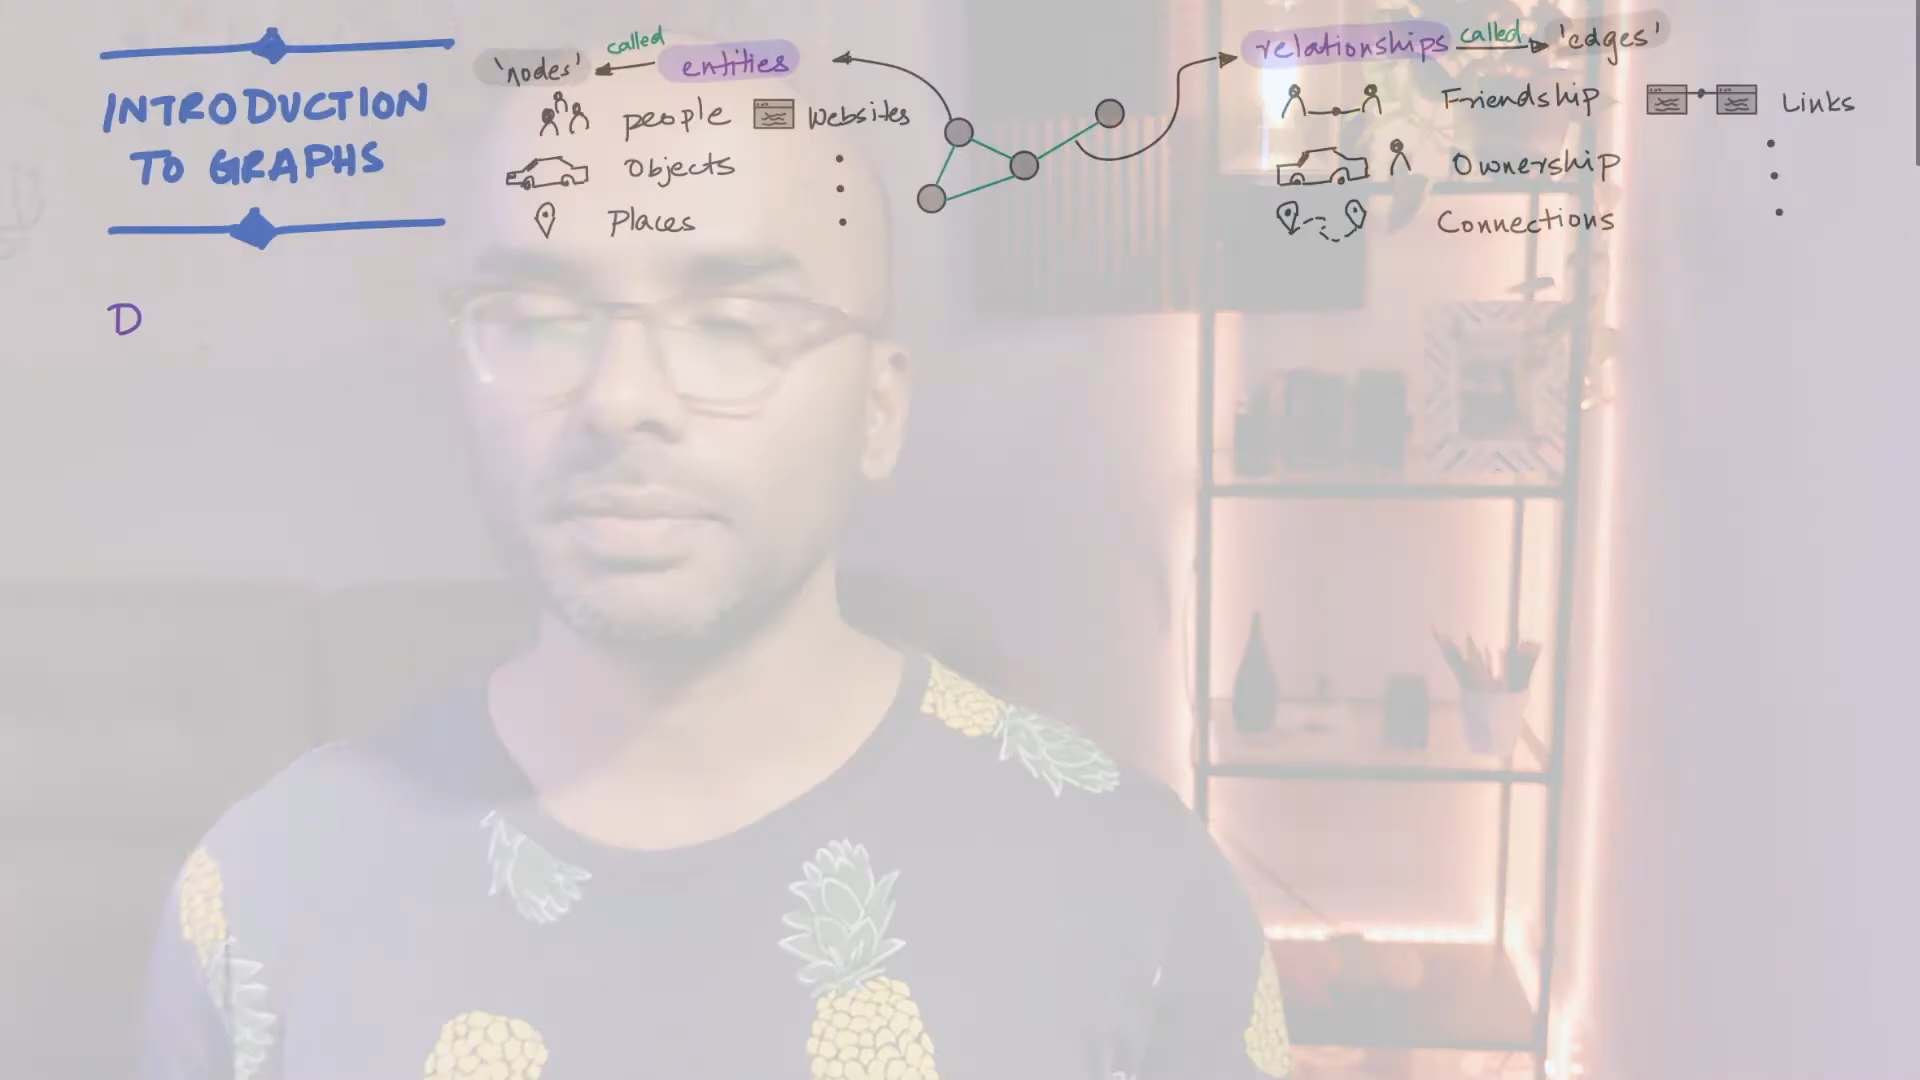 INTRODUCTION
TO GRAPHS
'nodes' called entities
people Websites
Objects
Places
relationships called 'edges'
Friendship Links
Ownership
Connections
D